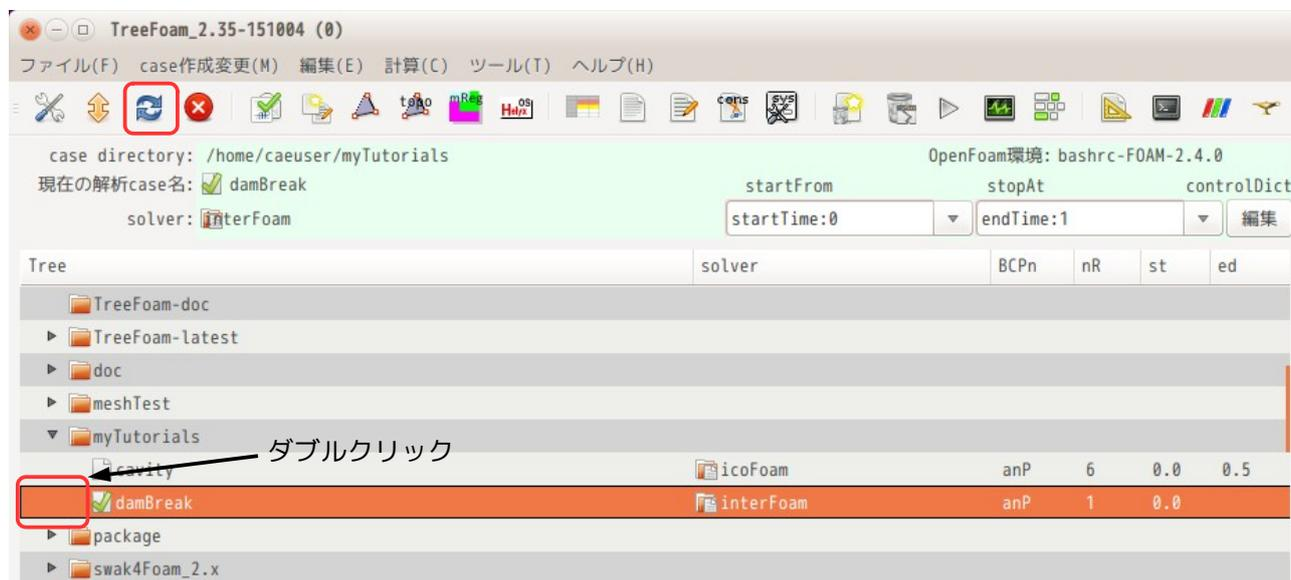 TreeFoam_2.35-151004 (0)
ファイル(F) case作成変更(M) 編集(E) 計算(C) ツール(T) ヘルプ(H)
topo mReg Helyx OS cons sys
case directory: /home/caeuser/myTutorials OpenFoam環境: bashrc-FOAM-2.4.0
現在の解析case名: damBreak startFrom stopAt controlDict
solver: interFoam startTime:0 endTime:1 編集
Tree solver BCPn nR st ed
TreeFoam-doc
TreeFoam-latest
doc
meshTest
myTutorials
ダブルクリック
cavity icoFoam anP 6 0.0 0.5
damBreak interFoam anP 1 0.0
package
swak4Foam_2.x